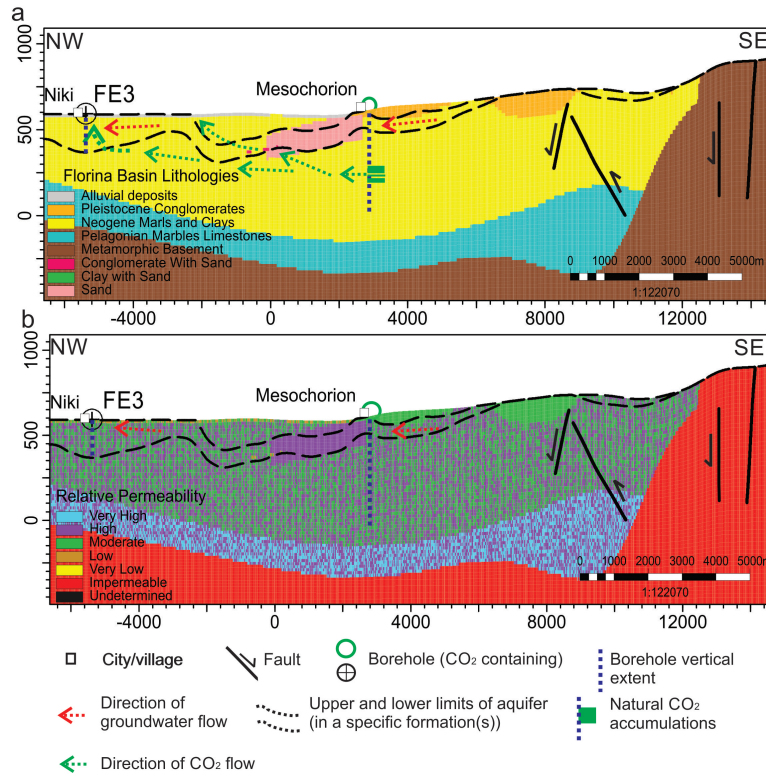 a
NW
SE
1000
500
0
Niki
FE3
Mesochorion
Florina Basin Lithologies
Alluvial deposits
Pleistocene Conglomerates
Neogene Marls and Clays
Pelagonian Marbles Limestones
Metamorphic Basement
Conglomerate With Sand
Clay with Sand
Sand
0 1000 2000 3000 4000 5000m
1:122070
-4000 0 4000 8000 12000
b
NW
SE
1000
500
0
Niki
FE3
Mesochorion
Relative Permeability
Very High
High
Moderate
Low
Very Low
Impermeable
Undetermined
0 1000 2000 3000 4000 5000m
1:122070
-4000 0 4000 8000 12000
City/village
Fault
Borehole (CO₂ containing)
Borehole vertical
extent
Direction of
groundwater flow
Upper and lower limits of aquifer
(in a specific formation(s))
Natural CO₂
accumulations
Direction of CO₂ flow